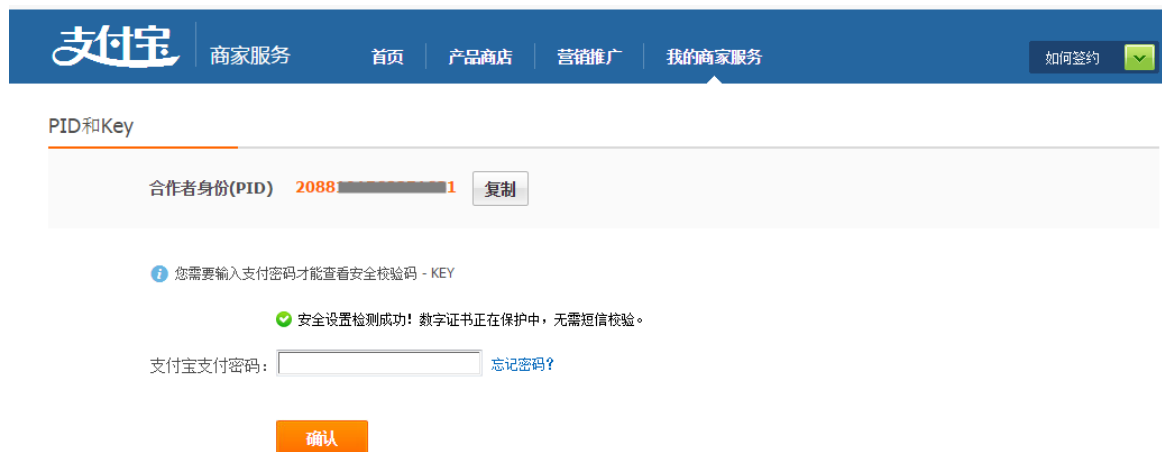 支付宝 商家服务 首页 产品商店 营销推广 我的商家服务 如何签约
PID和Key
合作者身份(PID) 2088 1 复制
您需要输入支付密码才能查看安全校验码 - KEY
安全设置检测成功！数字证书正在保护中，无需短信校验。
支付宝支付密码： 忘记密码?
确认